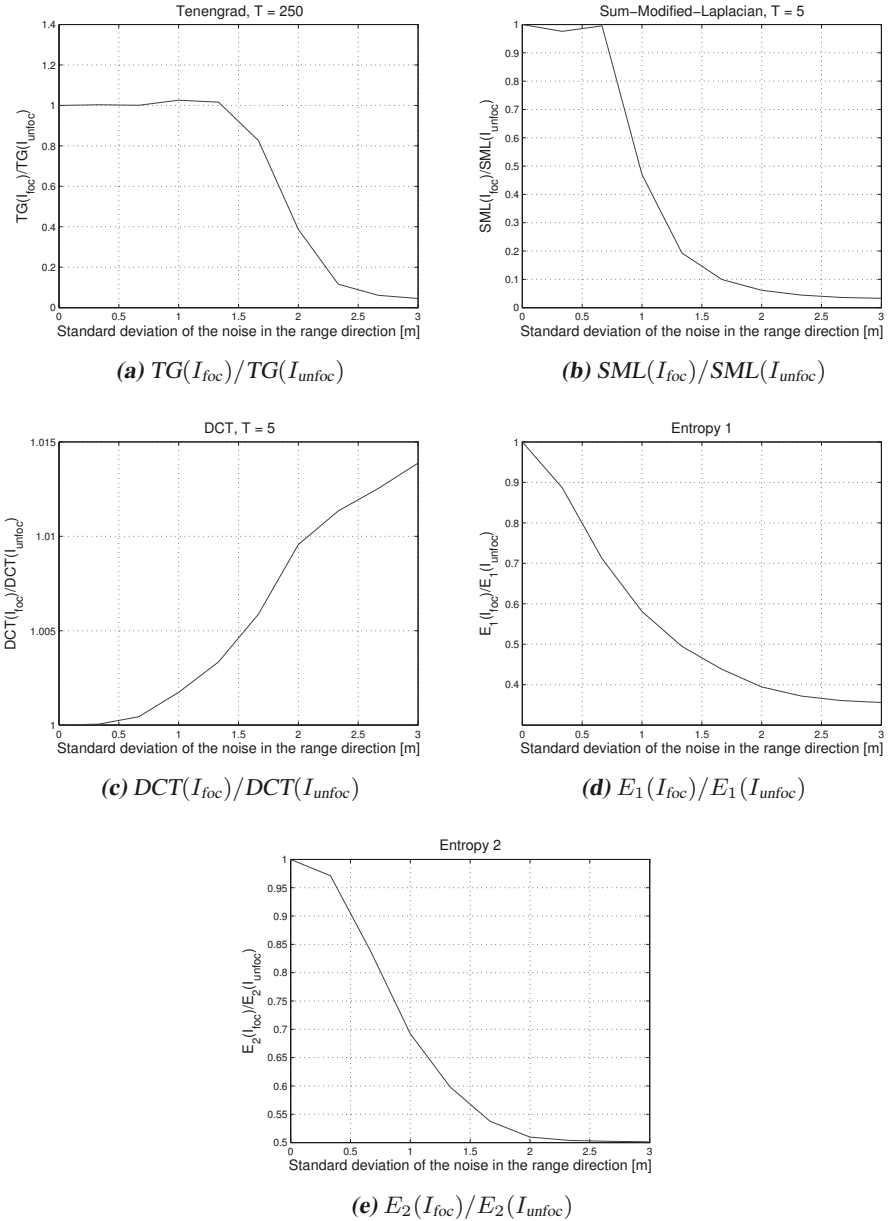 Tenengrad, T = 250
1.4
1.2
1
0.8
0.6
0.4
0.2
0
TG(I_foc)/TG(I_unfoc)
0 0.5 1 1.5 2 2.5 3
Standard deviation of the noise in the range direction [m]
(a) TG(I_foc)/TG(I_unfoc)
Sum−Modified−Laplacian, T = 5
1
0.9
0.8
0.7
0.6
0.5
0.4
0.3
0.2
0.1
0
SML(I_foc)/SML(I_unfoc)
0 0.5 1 1.5 2 2.5 3
Standard deviation of the noise in the range direction [m]
(b) SML(I_foc)/SML(I_unfoc)
DCT, T = 5
1.015
1.01
1.005
1
DCT(I_foc)/DCT(I_unfoc)
0 0.5 1 1.5 2 2.5 3
Standard deviation of the noise in the range direction [m]
(c) DCT(I_foc)/DCT(I_unfoc)
Entropy 1
1
0.9
0.8
0.7
0.6
0.5
0.4
E_1(I_foc)/E_1(I_unfoc)
0 0.5 1 1.5 2 2.5 3
Standard deviation of the noise in the range direction [m]
(d) E_1(I_foc)/E_1(I_unfoc)
Entropy 2
1
0.95
0.9
0.85
0.8
0.75
0.7
0.65
0.6
0.55
0.5
E_2(I_foc)/E_2(I_unfoc)
0 0.5 1 1.5 2 2.5 3
Standard deviation of the noise in the range direction [m]
(e) E_2(I_foc)/E_2(I_unfoc)